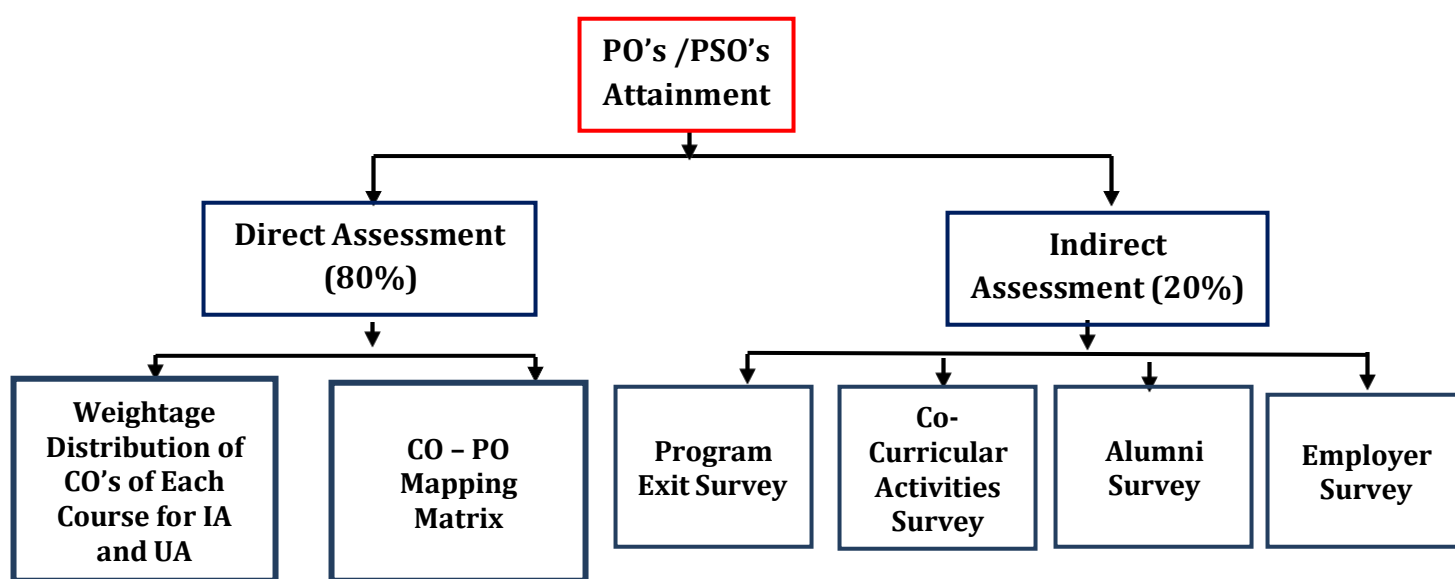 PO’s /PSO’s
Attainment
Direct Assessment
(80%)
Indirect
Assessment (20%)
Weightage
Distribution of
CO’s of Each
Course for IA
and UA
CO – PO
Mapping
Matrix
Program
Exit Survey
Co-
Curricular
Activities
Survey
Alumni
Survey
Employer
Survey